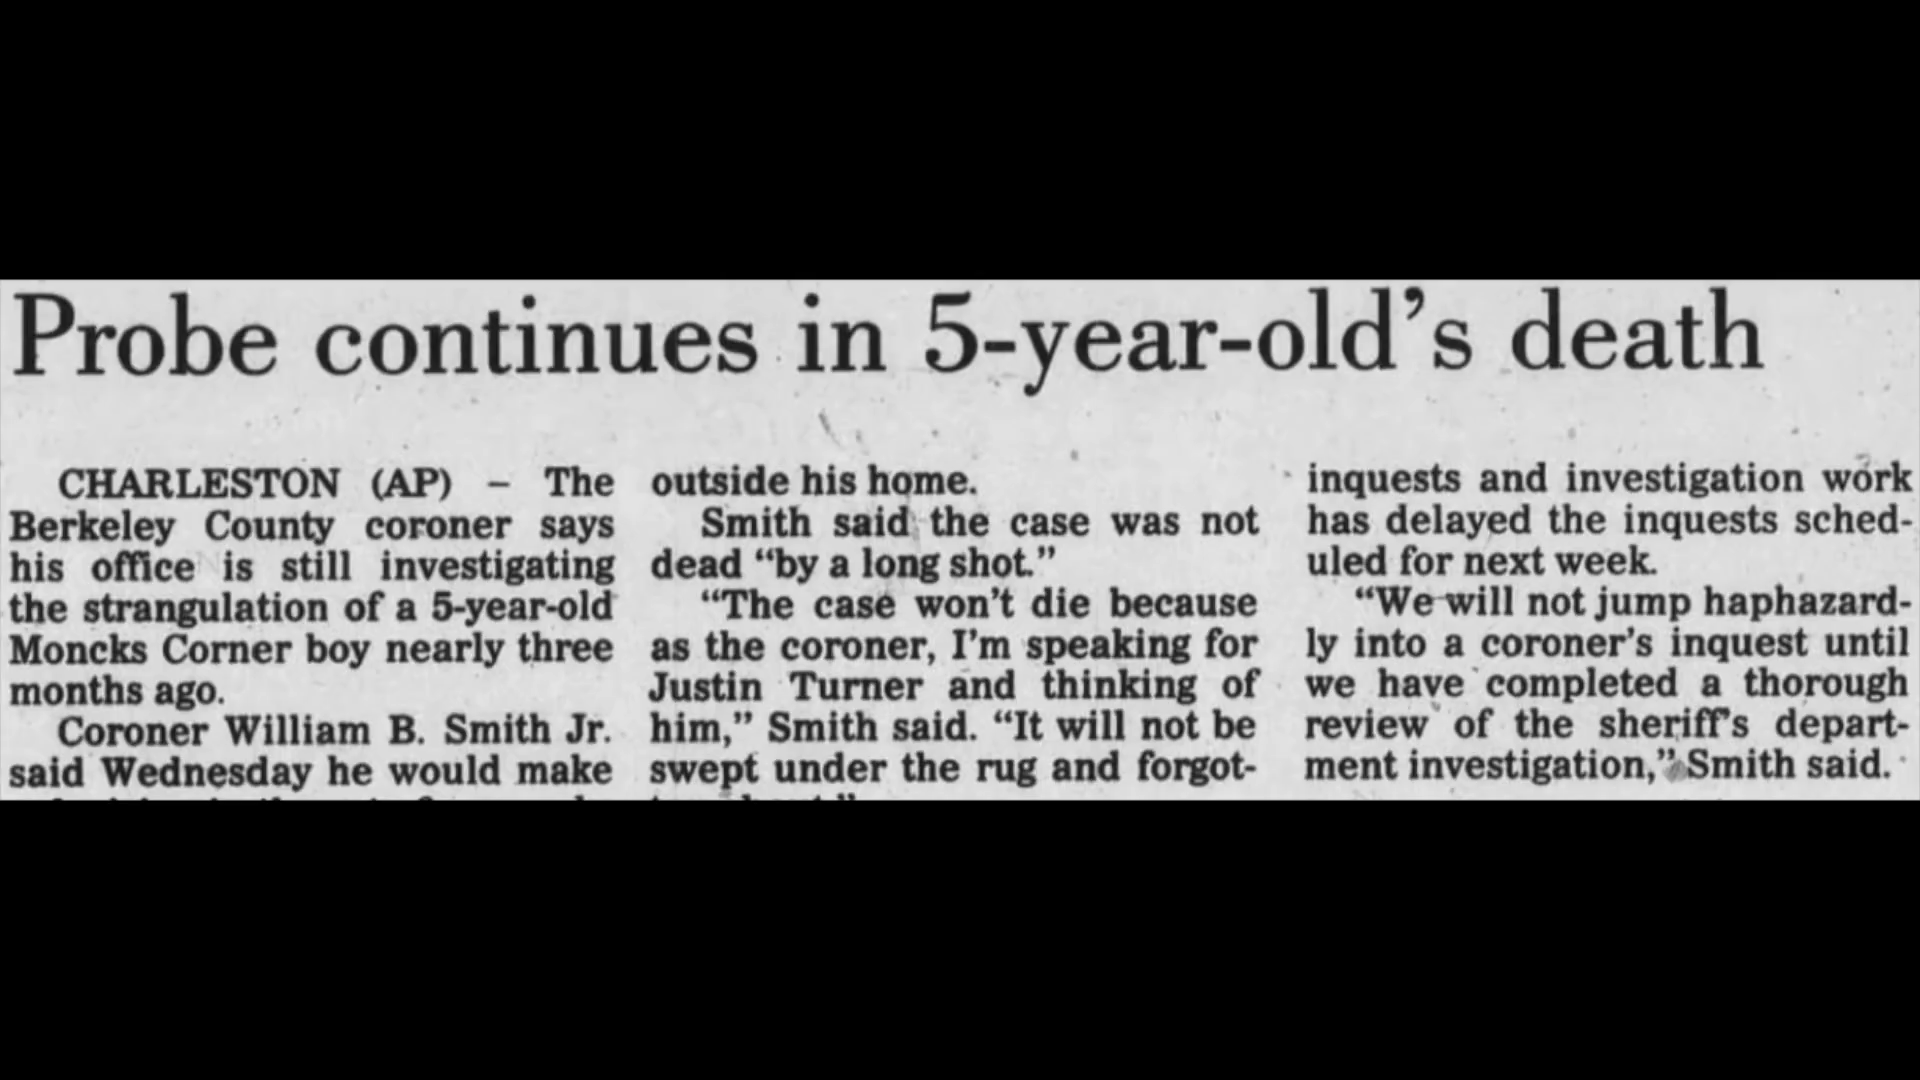 Probe continues in 5-year-old's death
CHARLESTON (AP) – The
Berkeley County coroner says
his office is still investigating
the strangulation of a 5-year-old
Moncks Corner boy nearly three
months ago.
Coroner William B. Smith Jr.
said Wednesday he would make
outside his home.
Smith said the case was not
dead “by a long shot.”
“The case won't die because
as the coroner, I'm speaking for
Justin Turner and thinking of
him,” Smith said. “It will not be
swept under the rug and forgot-
inquests and investigation work
has delayed the inquests sched-
uled for next week.
“We will not jump haphazard-
ly into a coroner's inquest until
we have completed a thorough
review of the sheriff's depart-
ment investigation,” Smith said.